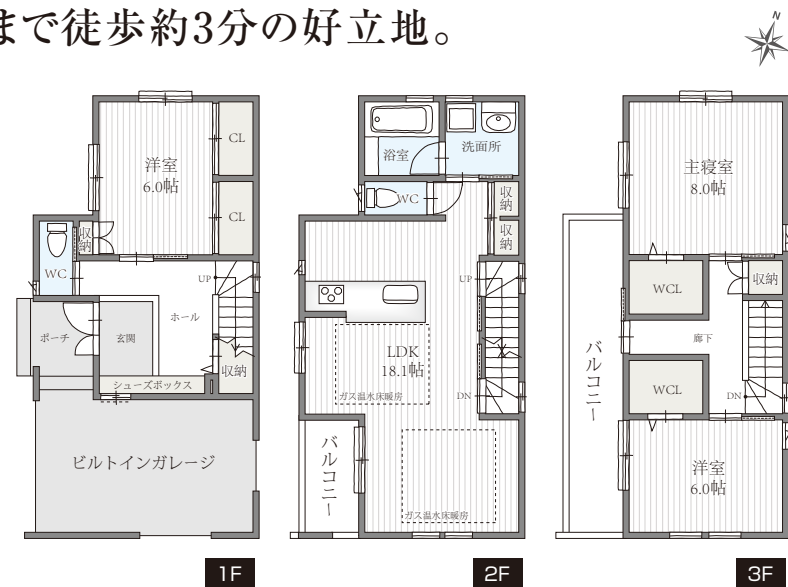 まで徒歩約3分の好立地。
N
洋室
6.0帖
CL
CL
収納
WC
UP
ホール
ポーチ
玄関
収納
シューズボックス
ビルトインガレージ
1F
浴室
洗面所
WC
収納
収納
UP
LDK
18.1帖
DN
ガス温水床暖房
バルコニー
ガス温水床暖房
2F
主寝室
8.0帖
WCL
収納
廊下
バルコニー
WCL
DN
洋室
6.0帖
3F